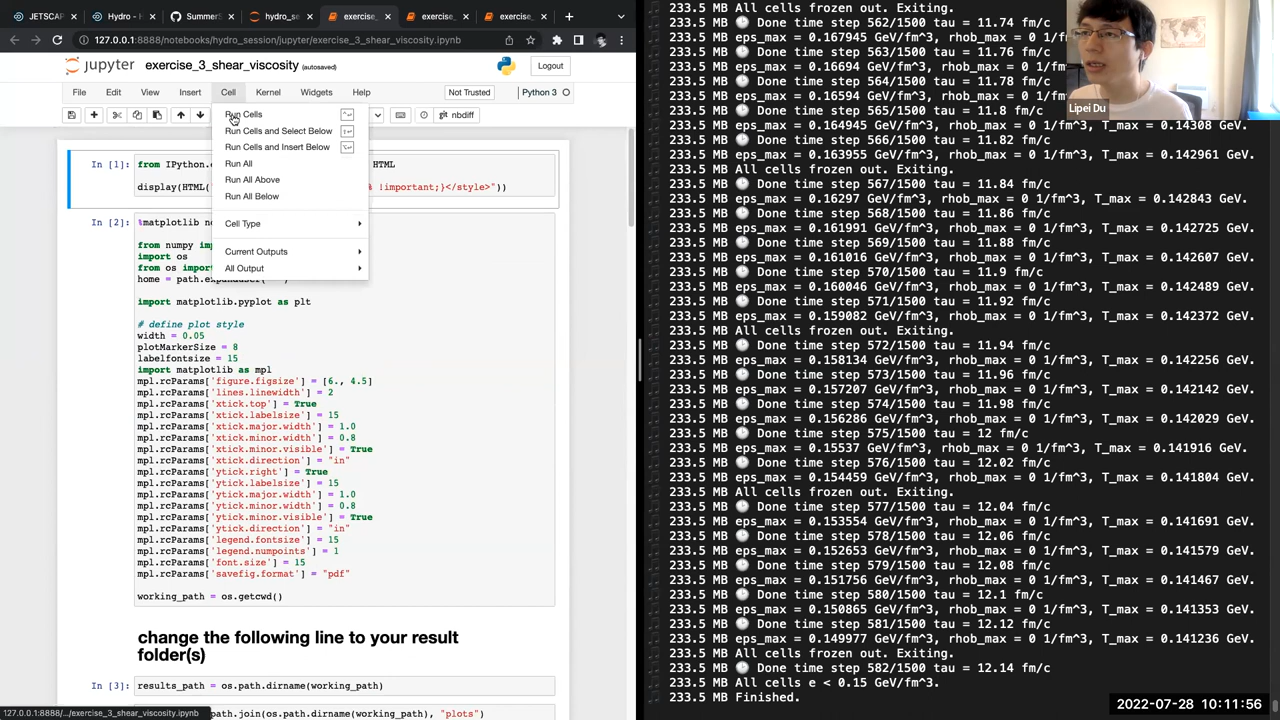 JETSCAP
Hydro -
SummerS
hydro_se
exercise_
exercise_
exercise_
127.0.0.1:8888/notebooks/hydro_session/jupyter/exercise_3_shear_viscosity.ipynb
jupyter exercise_3_shear_viscosity (autosaved)
Logout
File Edit View Insert Cell Kernel Widgets Help
Not Trusted
Python 3
nbdiff
Run Cells
Run Cells and Select Below
Run Cells and Insert Below
Run All
Run All Above
Run All Below
Cell Type
Current Outputs
All Output
In [1]: from IPython. HTML
display(HTML( % !important;}</style>"))
In [2]: %matplotlib
from numpy
import os
from os
home =
import matplotlib.pyplot as plt
# define plot style
width = 0.05
plotMarkerSize = 8
labelfontsize = 15
import matplotlib as mpl
mpl.rcParams['figure.figsize'] = [6., 4.5]
mpl.rcParams['lines.linewidth'] = 2
mpl.rcParams['xtick.top'] = True
mpl.rcParams['xtick.labelsize'] = 15
mpl.rcParams['xtick.major.width'] = 1.0
mpl.rcParams['xtick.minor.width'] = 0.8
mpl.rcParams['xtick.minor.visible'] = True
mpl.rcParams['xtick.direction'] = "in"
mpl.rcParams['ytick.right'] = True
mpl.rcParams['ytick.labelsize'] = 15
mpl.rcParams['ytick.major.width'] = 1.0
mpl.rcParams['ytick.minor.width'] = 0.8
mpl.rcParams['ytick.minor.visible'] = True
mpl.rcParams['ytick.direction'] = "in"
mpl.rcParams['legend.fontsize'] = 15
mpl.rcParams['legend.numpoints'] = 1
mpl.rcParams['font.size'] = 15
mpl.rcParams['savefig.format'] = "pdf"
working_path = os.getcwd()
change the following line to your result
folder(s)
In [3]: results_path = os.path.dirname(working_path)
.path.join(os.path.dirname(working_path), "plots")
127.0.0.1:8888/.../exercise_3_shear_viscosity.ipynb
233.5 MB All cells frozen out. Exiting.
233.5 MB Done time step 562/1500 tau = 11.74 fm/c
233.5 MB eps_max = 0.167945 GeV/fm^3, rhob_max = 0 1/f
233.5 MB Done time step 563/1500 tau = 11.76 fm/c
233.5 MB eps_max = 0.16694 GeV/fm^3, rhob_max = 0 1/fm
233.5 MB Done time step 564/1500 tau = 11.78 fm/c
233.5 MB eps_max = 0.16594 GeV/fm^3, rhob_max = 0 1/fm
233.5 MB Done time step 565/1500 tau = 11.8 fm/c
233.5 MB eps_max = 0.164945 GeV/fm^3, rhob_max = 0 1/fm^3, T_max = 0.14308 GeV.
233.5 MB Done time step 566/1500 tau = 11.82 fm/c
233.5 MB eps_max = 0.163955 GeV/fm^3, rhob_max = 0 1/fm^3, T_max = 0.142961 GeV.
233.5 MB All cells frozen out. Exiting.
233.5 MB Done time step 567/1500 tau = 11.84 fm/c
233.5 MB eps_max = 0.16297 GeV/fm^3, rhob_max = 0 1/fm^3, T_max = 0.142843 GeV.
233.5 MB Done time step 568/1500 tau = 11.86 fm/c
233.5 MB eps_max = 0.161991 GeV/fm^3, rhob_max = 0 1/fm^3, T_max = 0.142725 GeV.
233.5 MB Done time step 569/1500 tau = 11.88 fm/c
233.5 MB eps_max = 0.161016 GeV/fm^3, rhob_max = 0 1/fm^3, T_max = 0.142607 GeV.
233.5 MB Done time step 570/1500 tau = 11.9 fm/c
233.5 MB eps_max = 0.160046 GeV/fm^3, rhob_max = 0 1/fm^3, T_max = 0.142489 GeV.
233.5 MB Done time step 571/1500 tau = 11.92 fm/c
233.5 MB eps_max = 0.159082 GeV/fm^3, rhob_max = 0 1/fm^3, T_max = 0.142372 GeV.
233.5 MB All cells frozen out. Exiting.
233.5 MB Done time step 572/1500 tau = 11.94 fm/c
233.5 MB eps_max = 0.158134 GeV/fm^3, rhob_max = 0 1/fm^3, T_max = 0.142256 GeV.
233.5 MB Done time step 573/1500 tau = 11.96 fm/c
233.5 MB eps_max = 0.157207 GeV/fm^3, rhob_max = 0 1/fm^3, T_max = 0.142142 GeV.
233.5 MB Done time step 574/1500 tau = 11.98 fm/c
233.5 MB eps_max = 0.156286 GeV/fm^3, rhob_max = 0 1/fm^3, T_max = 0.142029 GeV.
233.5 MB Done time step 575/1500 tau = 12 fm/c
233.5 MB eps_max = 0.15537 GeV/fm^3, rhob_max = 0 1/fm^3, T_max = 0.141916 GeV.
233.5 MB Done time step 576/1500 tau = 12.02 fm/c
233.5 MB eps_max = 0.154459 GeV/fm^3, rhob_max = 0 1/fm^3, T_max = 0.141804 GeV.
233.5 MB All cells frozen out. Exiting.
233.5 MB Done time step 577/1500 tau = 12.04 fm/c
233.5 MB eps_max = 0.153554 GeV/fm^3, rhob_max = 0 1/fm^3, T_max = 0.141691 GeV.
233.5 MB Done time step 578/1500 tau = 12.06 fm/c
233.5 MB eps_max = 0.152653 GeV/fm^3, rhob_max = 0 1/fm^3, T_max = 0.141579 GeV.
233.5 MB Done time step 579/1500 tau = 12.08 fm/c
233.5 MB eps_max = 0.151756 GeV/fm^3, rhob_max = 0 1/fm^3, T_max = 0.141467 GeV.
233.5 MB Done time step 580/1500 tau = 12.1 fm/c
233.5 MB eps_max = 0.150865 GeV/fm^3, rhob_max = 0 1/fm^3, T_max = 0.141353 GeV.
233.5 MB Done time step 581/1500 tau = 12.12 fm/c
233.5 MB eps_max = 0.149977 GeV/fm^3, rhob_max = 0 1/fm^3, T_max = 0.141236 GeV.
233.5 MB All cells frozen out. Exiting.
233.5 MB Done time step 582/1500 tau = 12.14 fm/c
233.5 MB All cells e < 0.15 GeV/fm^3.
233.5 MB Finished.
Lipei Du
2022-07-28 10:11:56